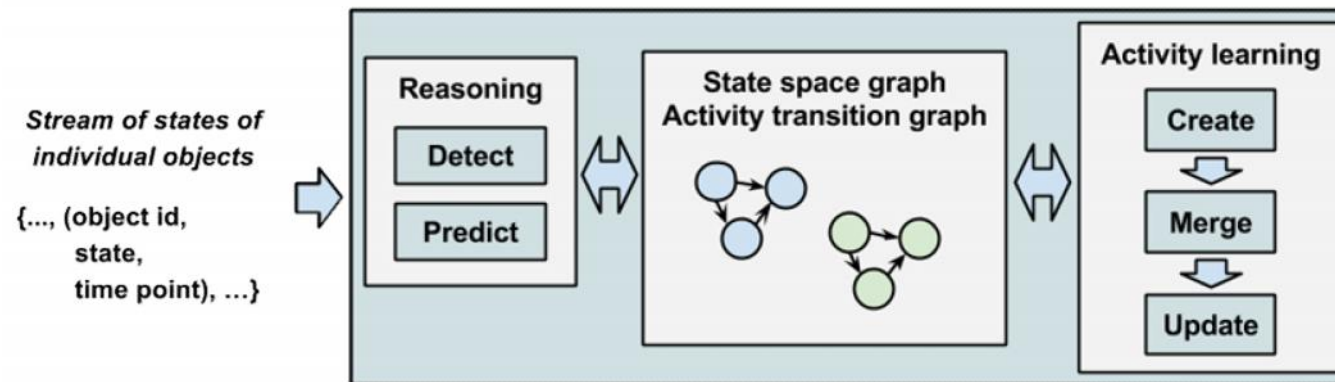 Stream of states of
individual objects
{..., (object id,
state,
time point), ...}
Reasoning
Detect
Predict
State space graph
Activity transition graph
Activity learning
Create
Merge
Update